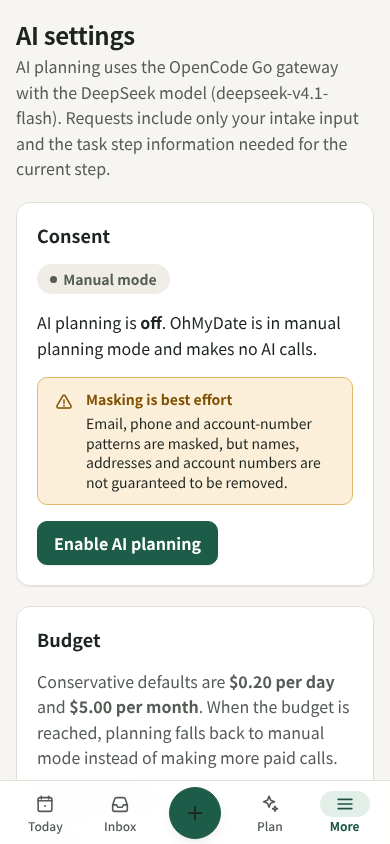 AI settings
AI planning uses the OpenCode Go gateway
with the DeepSeek model (deepseek-v4.1-
flash). Requests include only your intake input
and the task step information needed for the
current step.
Consent
Manual mode
AI planning is off. OhMyDate is in manual
planning mode and makes no AI calls.
Masking is best effort
Email, phone and account-number
patterns are masked, but names,
addresses and account numbers are
not guaranteed to be removed.
Enable AI planning
Budget
Conservative defaults are $0.20 per day
and $5.00 per month. When the budget is
reached, planning falls back to manual
mode instead of making more paid calls.
Today
Inbox
Plan
More